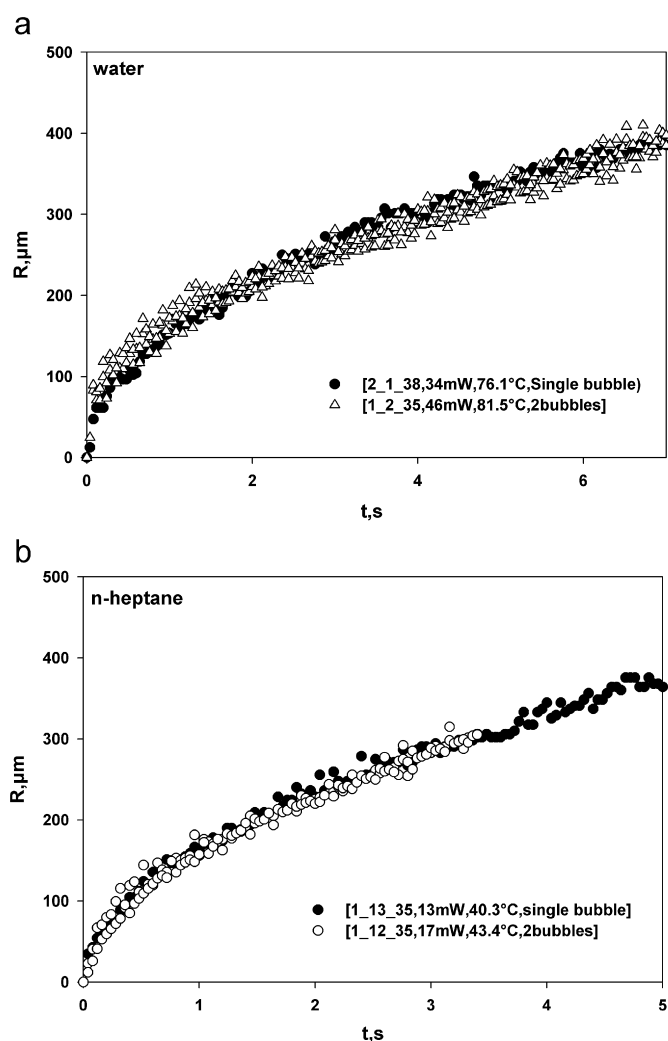 a
500
water
400
300
R,µm
200
100
[2_1_38,34mW,76.1°C,Single bubble)
[1_2_35,46mW,81.5°C,2bubbles]
0
0 2 4 6
t,s
b
500
n-heptane
400
300
R,µm
200
100
[1_13_35,13mW,40.3°C,single bubble]
[1_12_35,17mW,43.4°C,2bubbles]
0
0 1 2 3 4 5
t,s